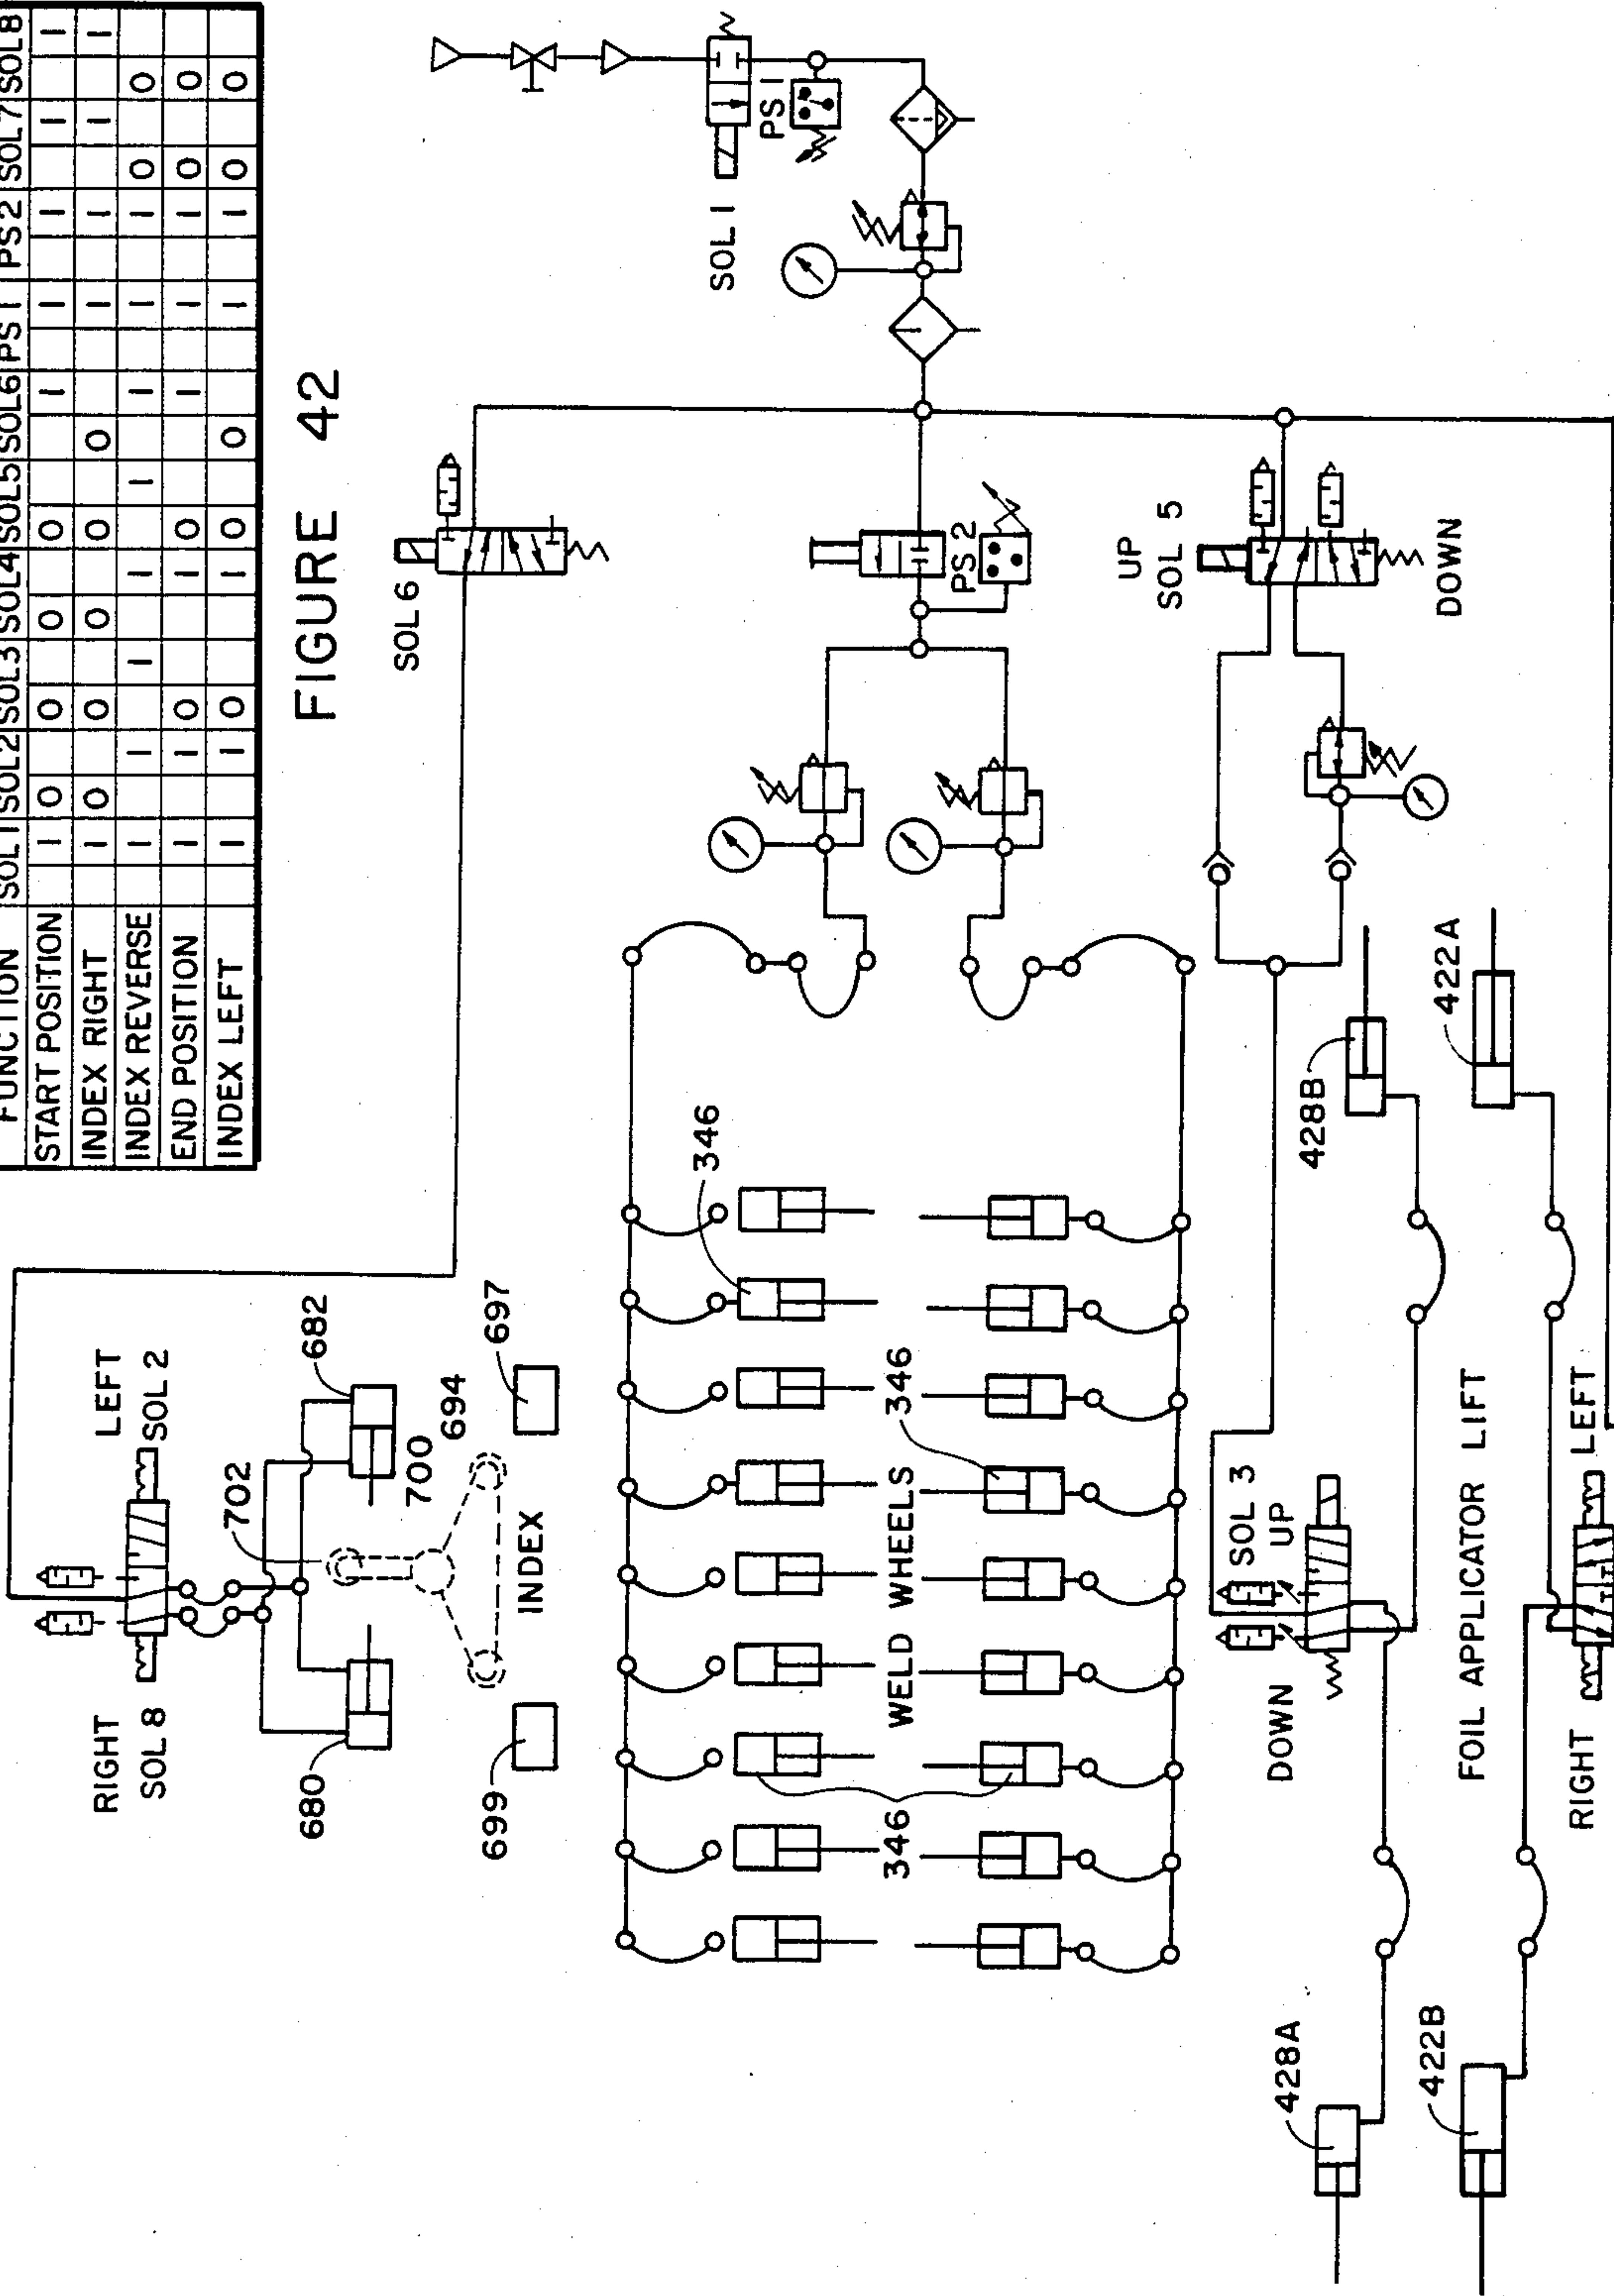 FUNCTION SOL 1 SOL 2 SOL 3 SOL 4 SOL 5 SOL 6 PS 1 PS 2 SOL 7 SOL 8
START POSITION 1 0 0 0 0 1 1 1 1 1
INDEX RIGHT 1 0 0 0 0 0 1 1 1 1
INDEX REVERSE 1 1 1 1 1 1 1 1 0 0
END POSITION 1 1 0 1 0 1 1 1 0 0
INDEX LEFT 1 1 0 1 0 0 1 1 0 0
FIGURE 42
RIGHT
SOL 8
LEFT
SOL 2
702
680
682
700
694
699
697
INDEX
SOL 6
346
346
346
WELD WHEELS
SOL 1
PS 1
PS 2
UP
SOL 5
DOWN
SOL 3
UP
DOWN
428A
428B
422B
422A
FOIL APPLICATOR LIFT
RIGHT
LEFT